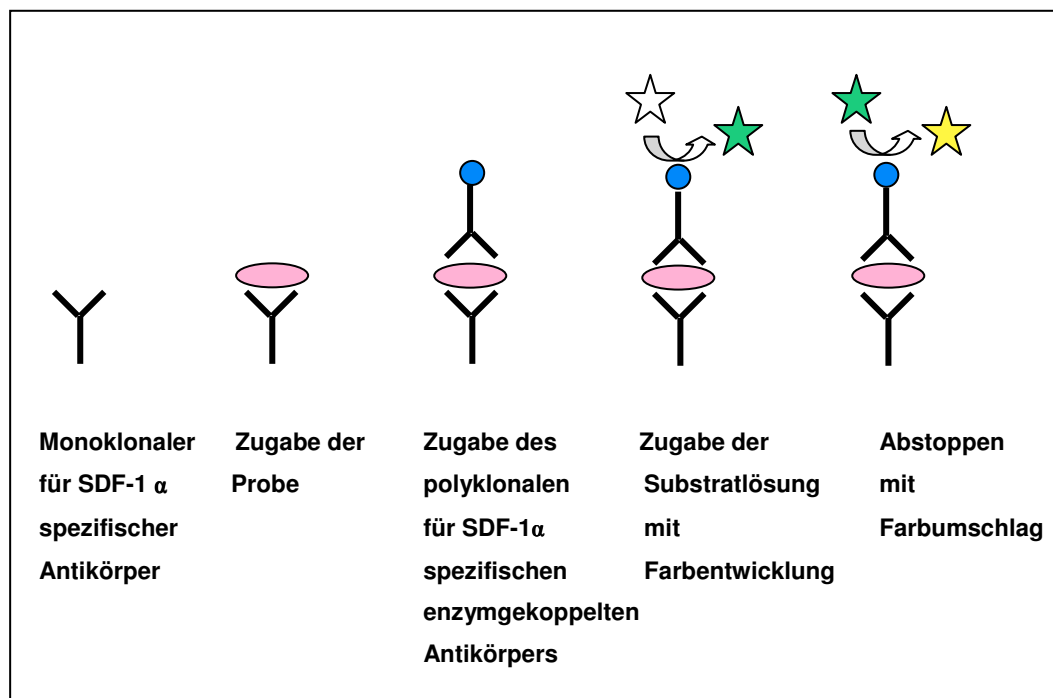 Monoklonaler
für SDF-1 α
spezifischer
Antikörper
Zugabe der
Probe
Zugabe des
polyklonalen
für SDF-1α
spezifischen
enzymgekoppelten
Antikörpers
Zugabe der
Substratlösung
mit
Farbentwicklung
Abstoppen
mit
Farbumschlag